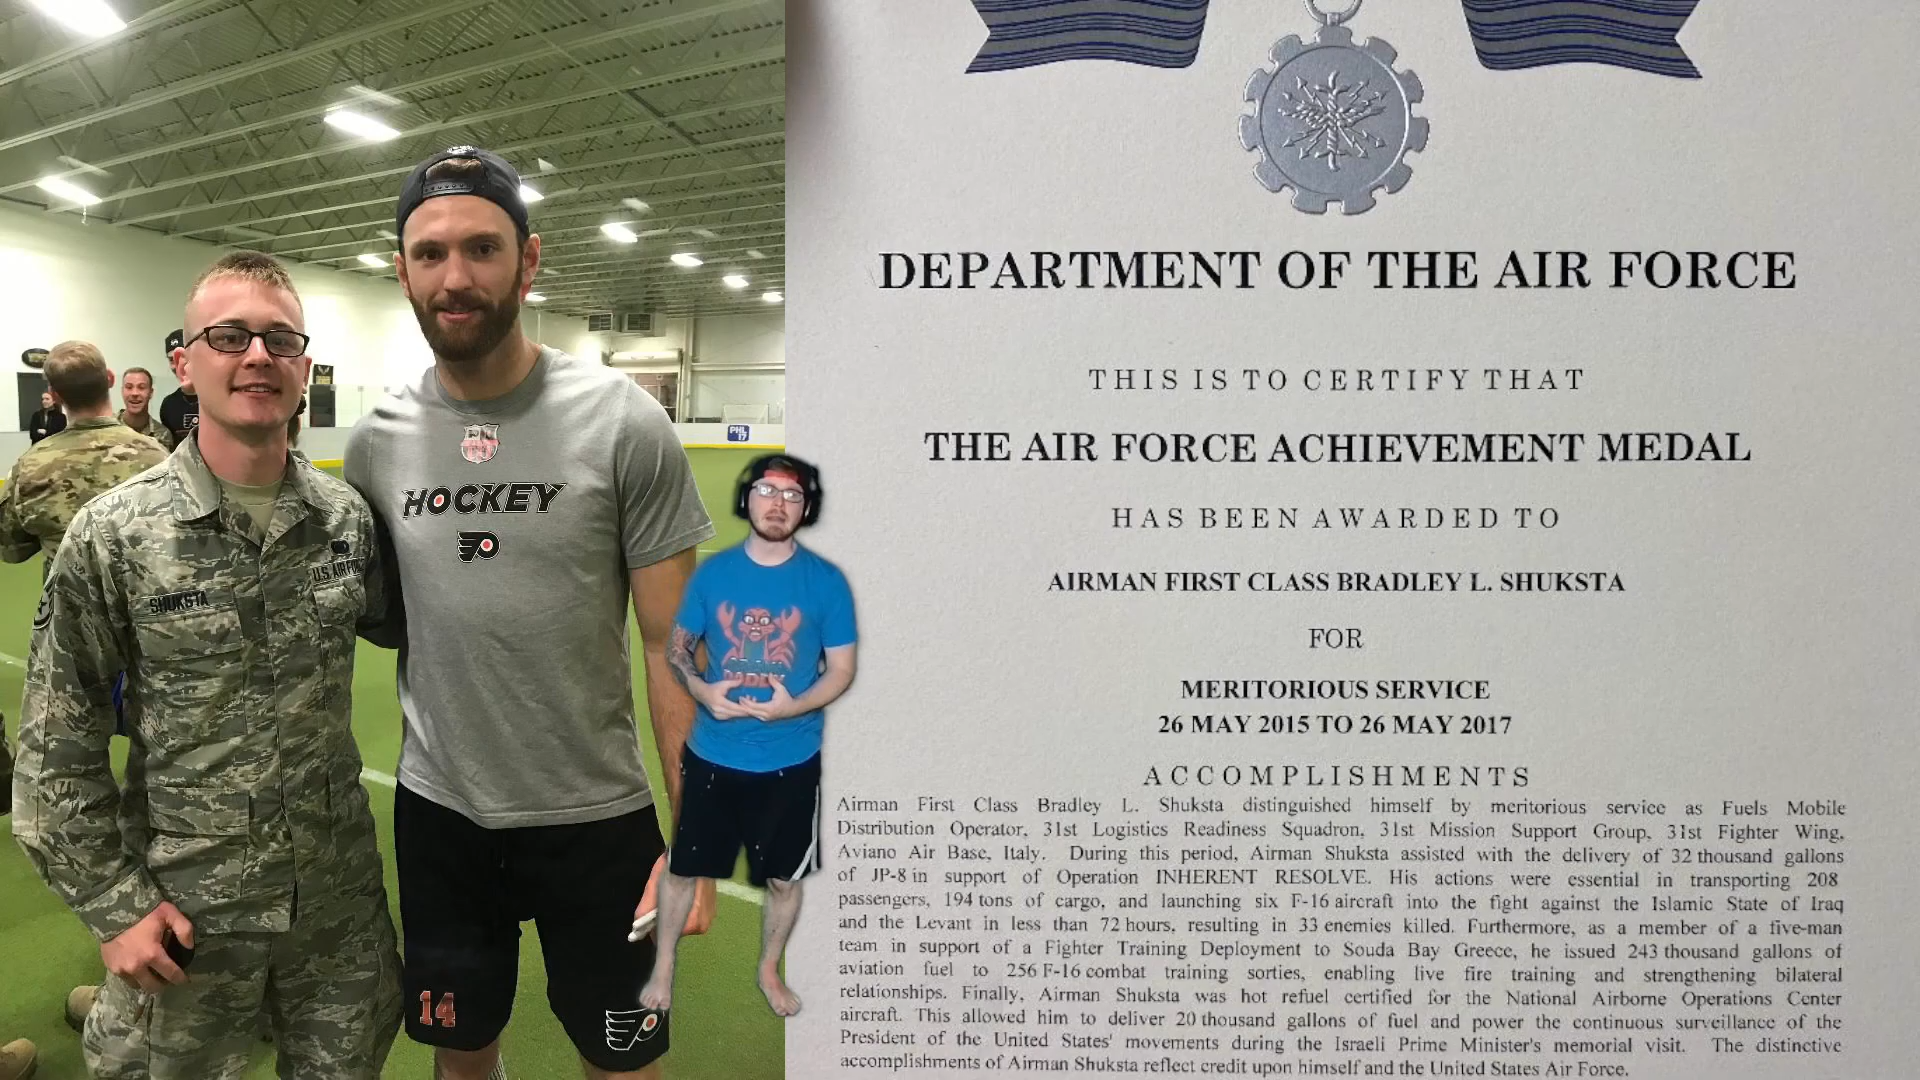 HOCKEY
SHUKSTA
U.S. AIR FORCE
PHL
17
DADDY
14
DEPARTMENT OF THE AIR FORCE
THIS IS TO CERTIFY THAT
THE AIR FORCE ACHIEVEMENT MEDAL
HAS BEEN AWARDED TO
AIRMAN FIRST CLASS BRADLEY L. SHUKSTA
FOR
MERITORIOUS SERVICE
26 MAY 2015 TO 26 MAY 2017
ACCOMPLISHMENTS
Airman First Class Bradley L. Shuksta distinguished himself by meritorious service as Fuels Mobile
Distribution Operator, 31st Logistics Readiness Squadron, 31st Mission Support Group, 31st Fighter Wing,
Aviano Air Base, Italy. During this period, Airman Shuksta assisted with the delivery of 32 thousand gallons
of JP-8 in support of Operation INHERENT RESOLVE. His actions were essential in transporting 208
passengers, 194 tons of cargo, and launching six F-16 aircraft into the fight against the Islamic State of Iraq
and the Levant in less than 72 hours, resulting in 33 enemies killed. Furthermore, as a member of a five-man
team in support of a Fighter Training Deployment to Souda Bay Greece, he issued 243 thousand gallons of
aviation fuel to 256 F-16 combat training sorties, enabling live fire training and strengthening bilateral
relationships. Finally, Airman Shuksta was hot refuel certified for the National Airborne Operations Center
aircraft. This allowed him to deliver 20 thousand gallons of fuel and power the continuous surveillance of the
President of the United States' movements during the Israeli Prime Minister's memorial visit. The distinctive
accomplishments of Airman Shuksta reflect credit upon himself and the United States Air Force.